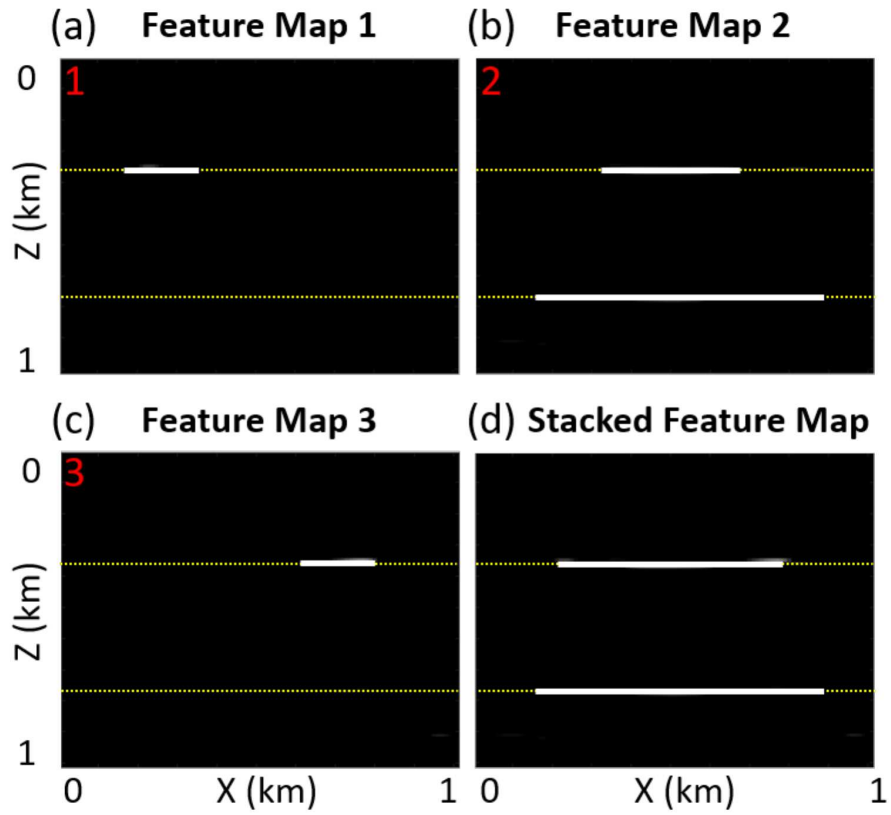 (a) Feature Map 1
(b) Feature Map 2
0
1
2
Z (km)
1
(c) Feature Map 3
(d) Stacked Feature Map
0
3
Z (km)
1
0 X (km) 1
0 X (km) 1